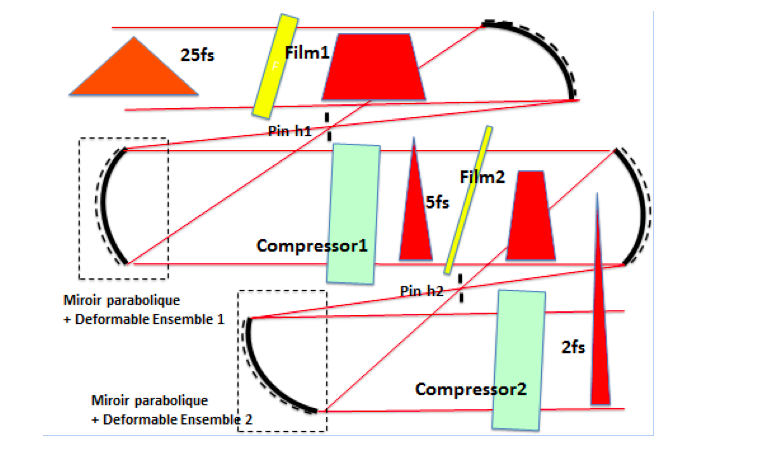 25fs
Film1
Pin h1
Film2
5fs
Compressor1
Pin h2
Miroir parabolique
+ Deformable Ensemble 1
2fs
Compressor2
Miroir parabolique
+ Deformable Ensemble 2